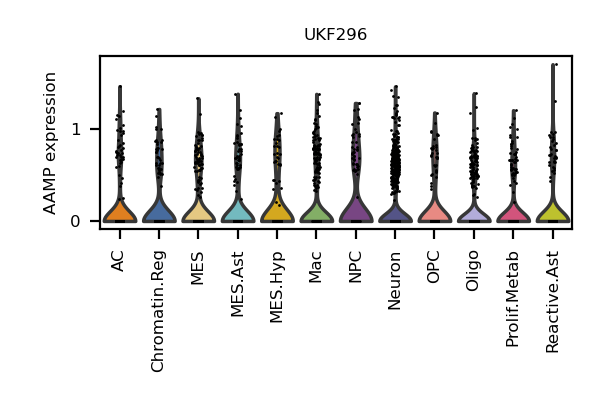 UKF296
AAMP expression
1
0
AC
Chromatin.Reg
MES
MES.Ast
MES.Hyp
Mac
NPC
Neuron
OPC
Oligo
Prolif.Metab
Reactive.Ast